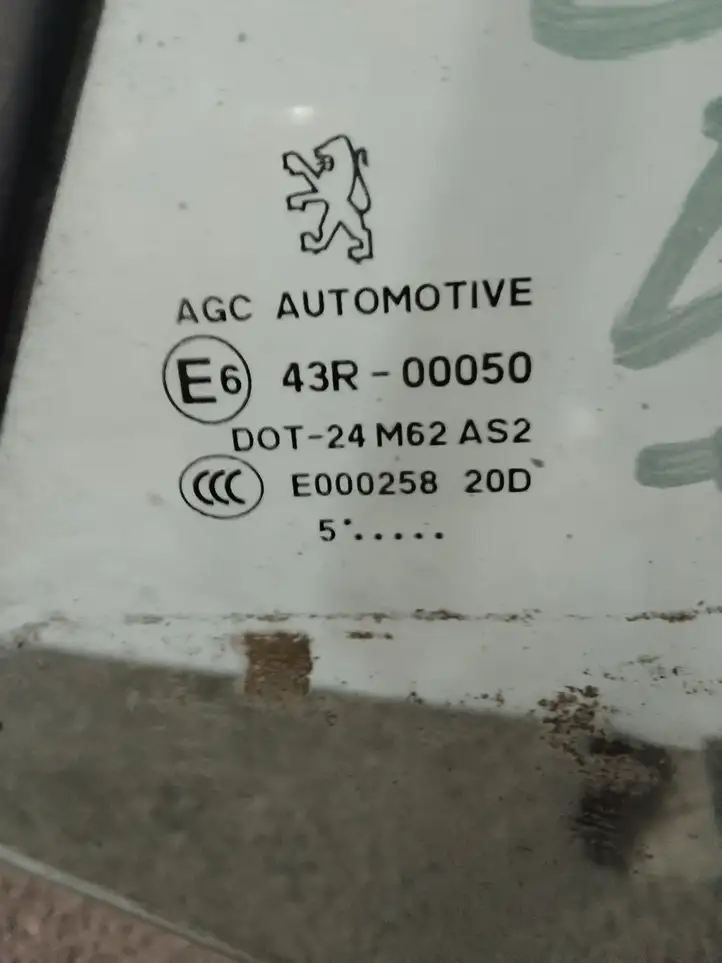 AGC AUTOMOTIVE
E6 43R-00050
DOT-24 M62 AS2
CCC E000258 20D
5˙.....